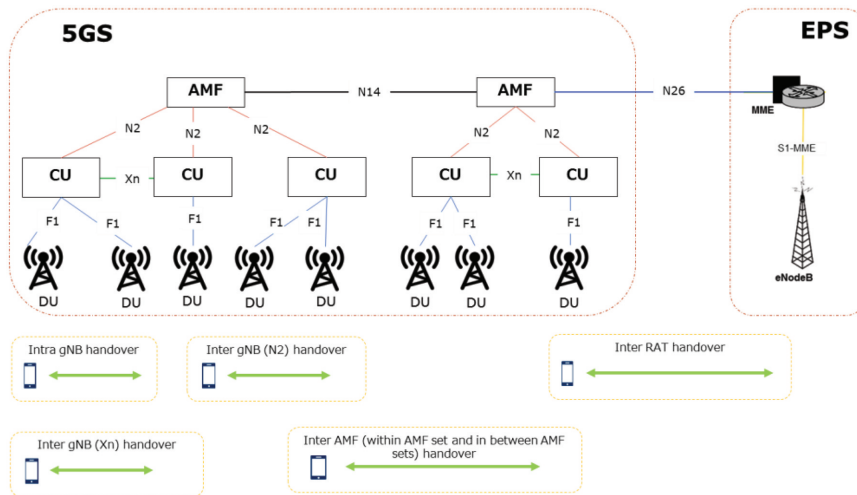 5GS
EPS
AMF
N14
AMF
N26
MME
N2
N2
N2
N2
N2
S1-MME
CU
Xn
CU
CU
CU
Xn
CU
F1
F1
F1
F1
F1
F1
F1
F1
DU
DU
DU
DU
DU
DU
DU
DU
eNodeB
Intra gNB handover
Inter gNB (N2) handover
Inter RAT handover
Inter gNB (Xn) handover
Inter AMF (within AMF set and in between AMF
sets) handover